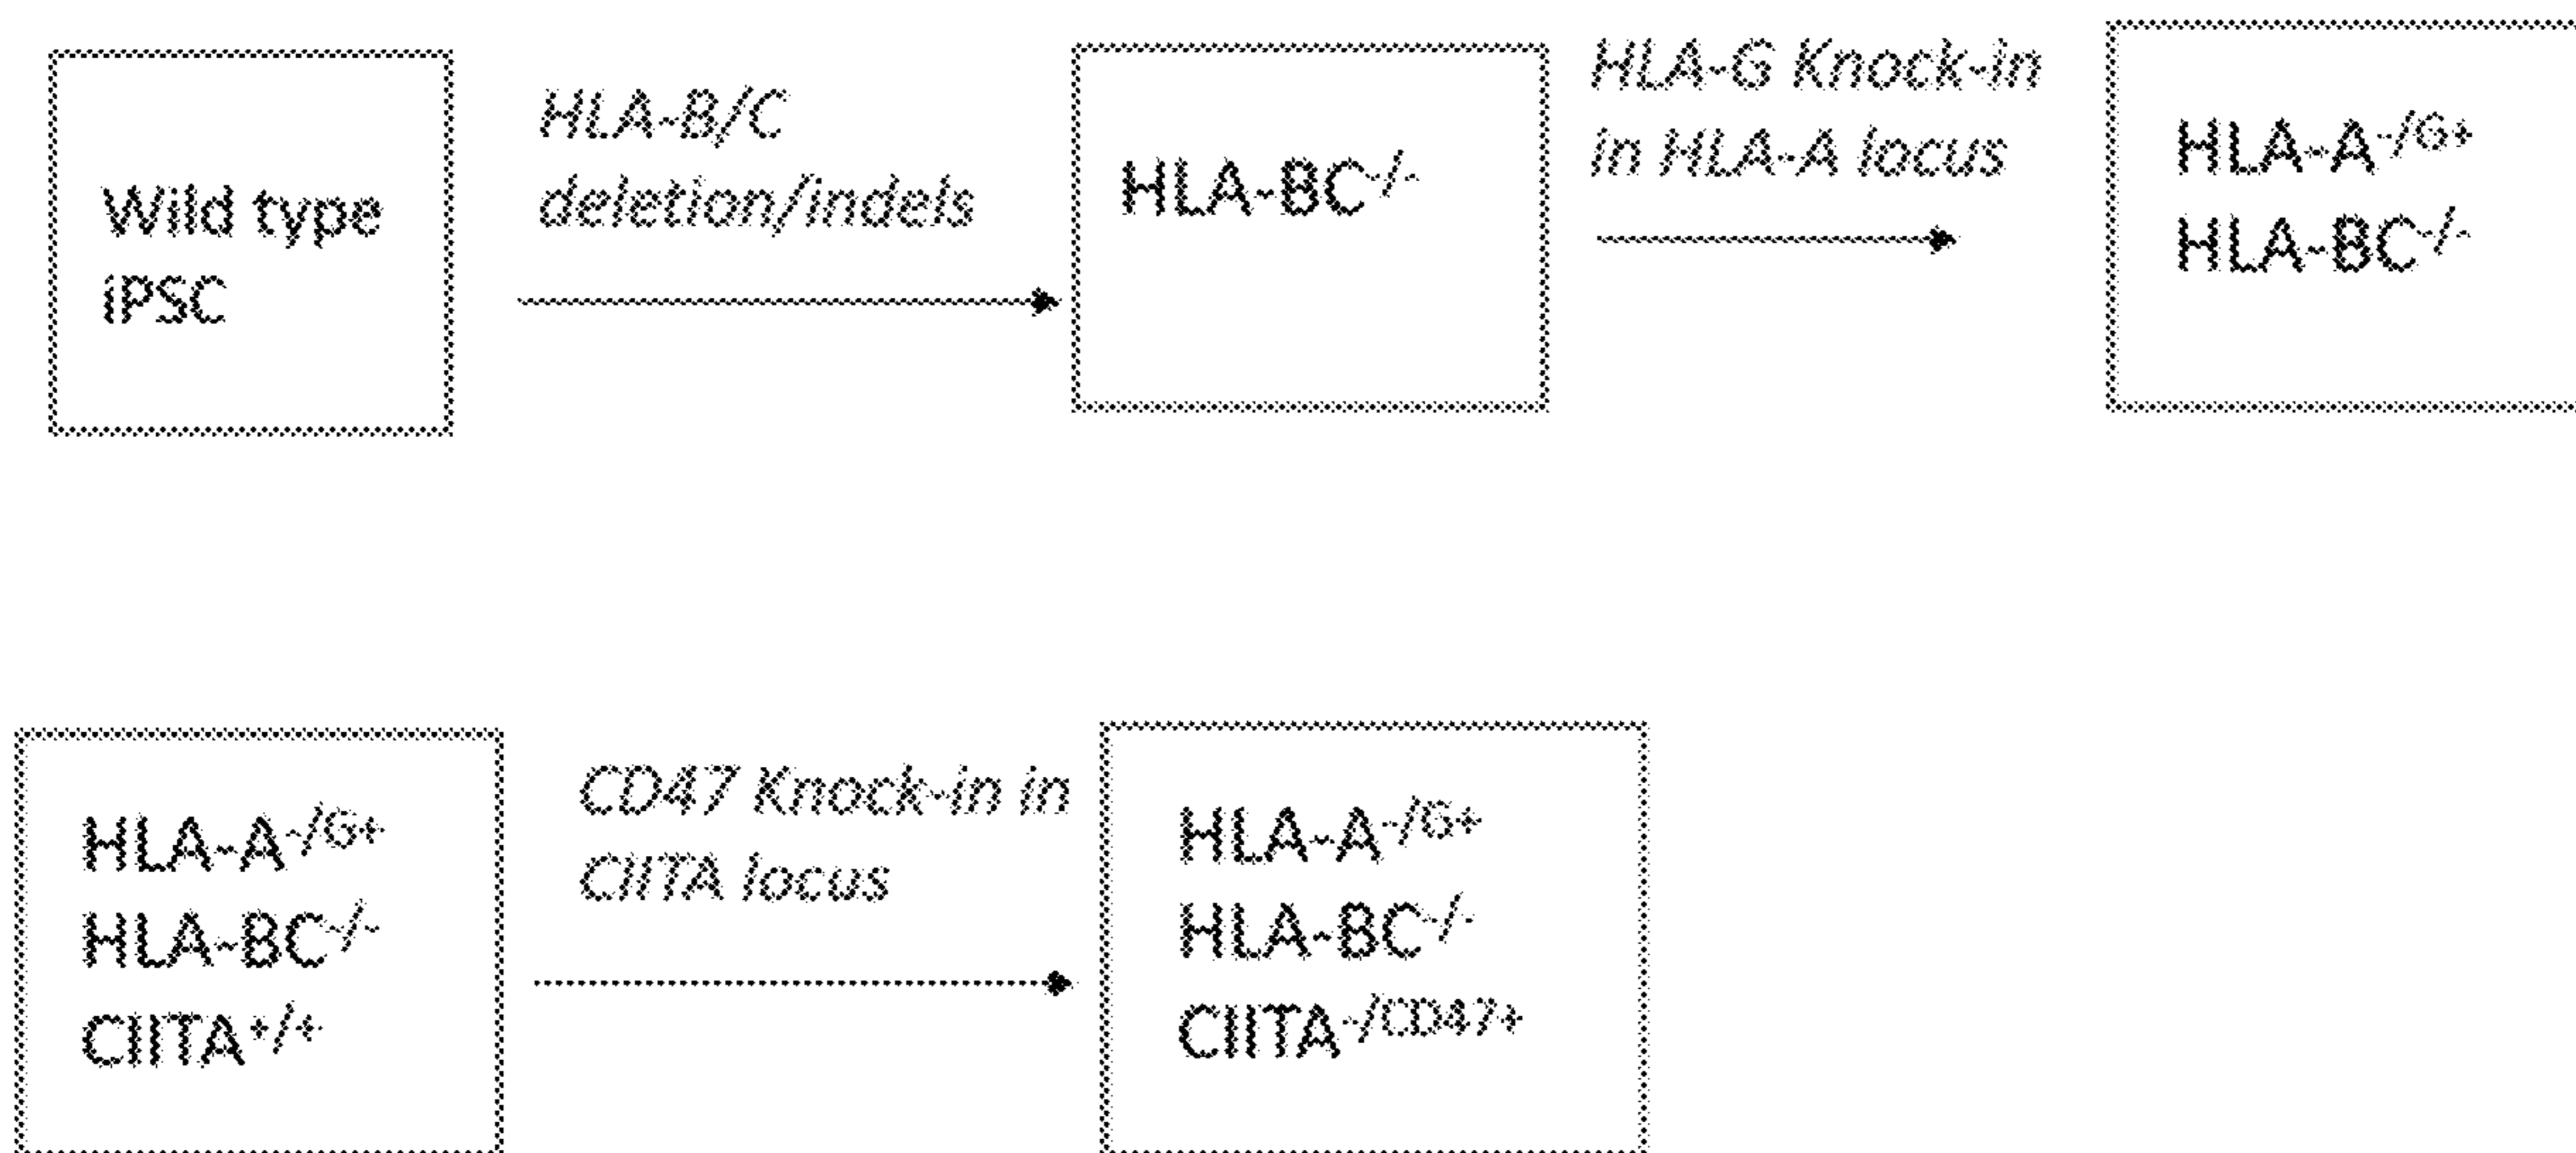 Wild type
iPSC
HLA-B/C
deletion/indels
HLA-BC-/-
HLA-G Knock-in
in HLA-A locus
HLA-A-/G+
HLA-BC-/-
HLA-A-/G+
HLA-BC-/-
CIITA+/+
CD47 Knock-in in
CIITA locus
HLA-A-/G+
HLA-BC-/-
CIITA-/CD47+